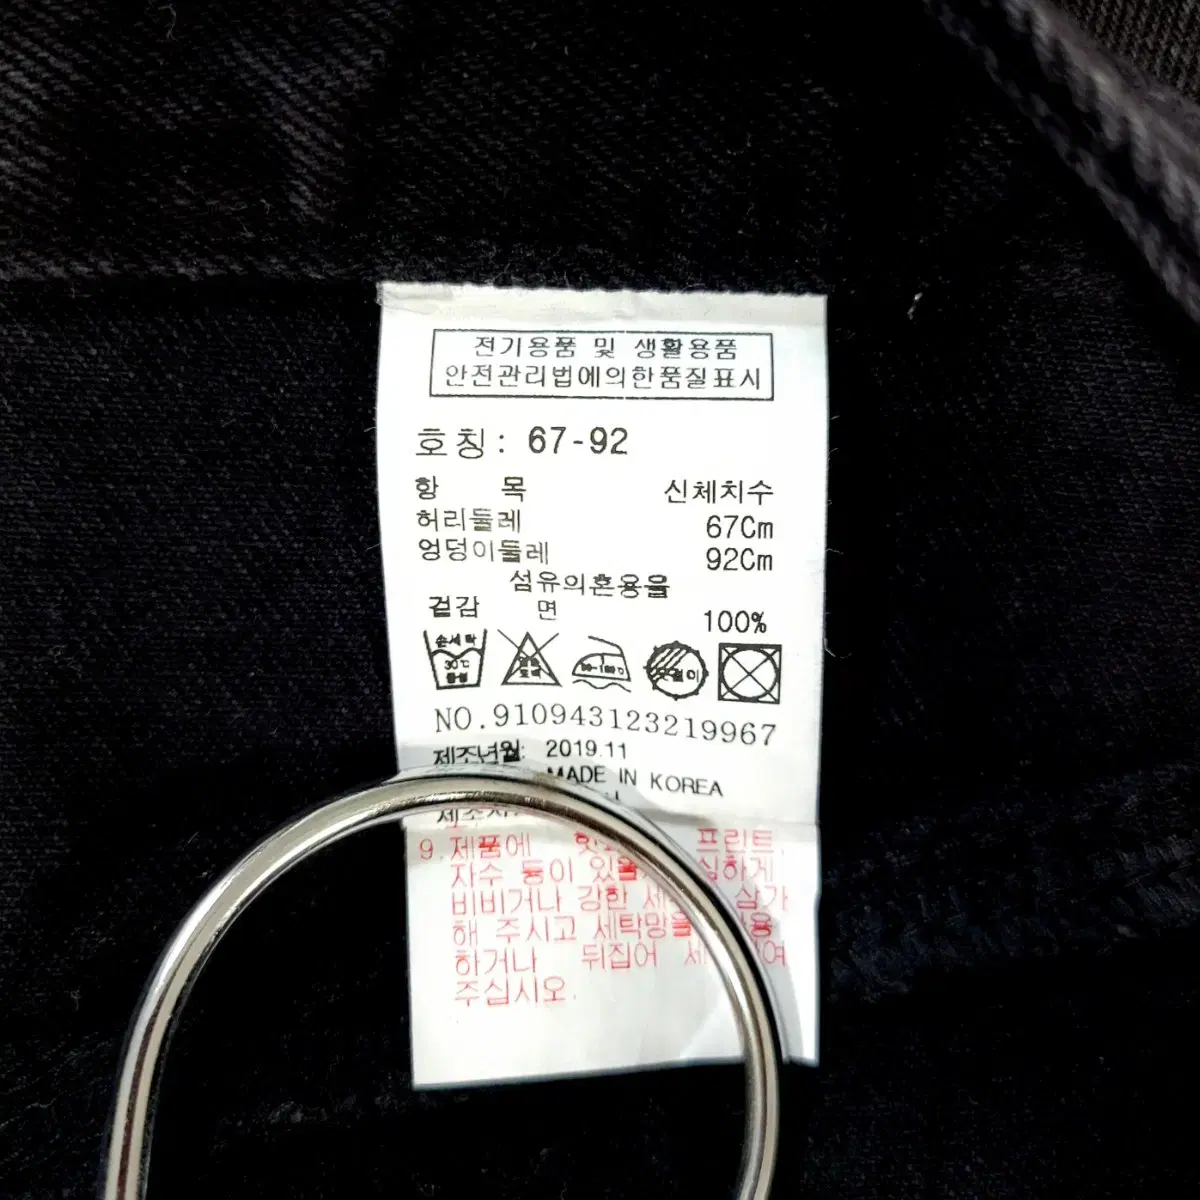 전기용품 및 생활용품
안전관리법에의한품질표시
호칭: 67-92
항 목 신체치수
허리둘레 67Cm
엉덩이둘레 92Cm
섬유의혼용율
겉감 면 100%
손세탁
30℃
중성
NO.910943123219967
제조년월: 2019.11
MADE IN KOREA
9.제품에 프린트,
자수 등이 심하게
비비거나 강한 삼가
해 주시고 세탁망을
하거나 뒤집어
주십시오.